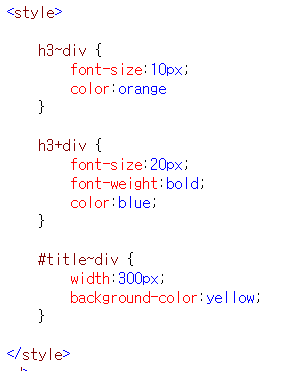 <style>
h3~div {
font-size:10px;
color:orange
}
h3+div {
font-size:20px;
font-weight:bold;
color:blue;
}
#title~div {
width:300px;
background-color:yellow;
}
</style>